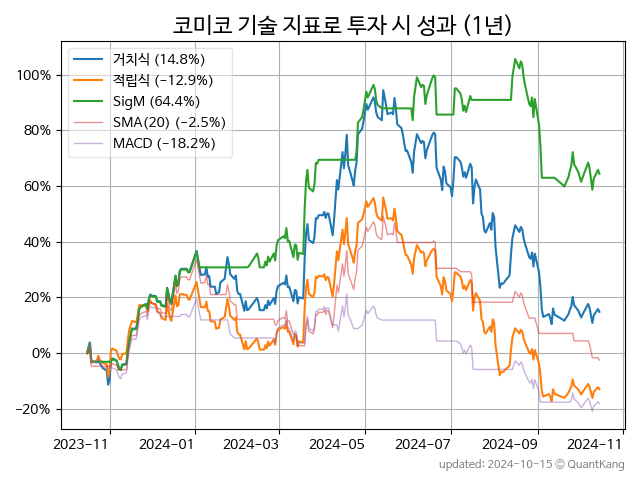 코미코 기술 지표로 투자 시 성과 (1년)
거치식 (14.8%)
적립식 (−12.9%)
SigM (64.4%)
SMA(20) (−2.5%)
MACD (−18.2%)
100%
80%
60%
40%
20%
0%
−20%
2023-11 2024-01 2024-03 2024-05 2024-07 2024-09 2024-11
updated: 2024-10-15 © QuantKang